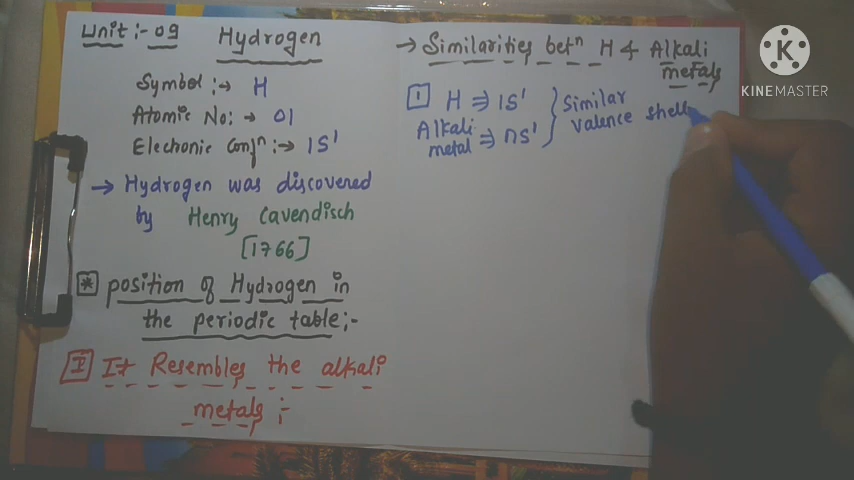 Unit :- 09
Hydrogen
Symbol :→ H
Atomic No: → 01
Elechonic Confⁿ :→ 1S¹
→ Hydrogen was discovered
by Henry Cavendisch
[1766]
* position of Hydrogen in
the periodic table;-
I It Resembles the alkali
metals ;-
→ Similarities betⁿ H & Alkali
metals
1 H ⇒ 1S¹
Alkali
metal ⇒ nS¹
} Similar
valence shell
K
KINEMASTER